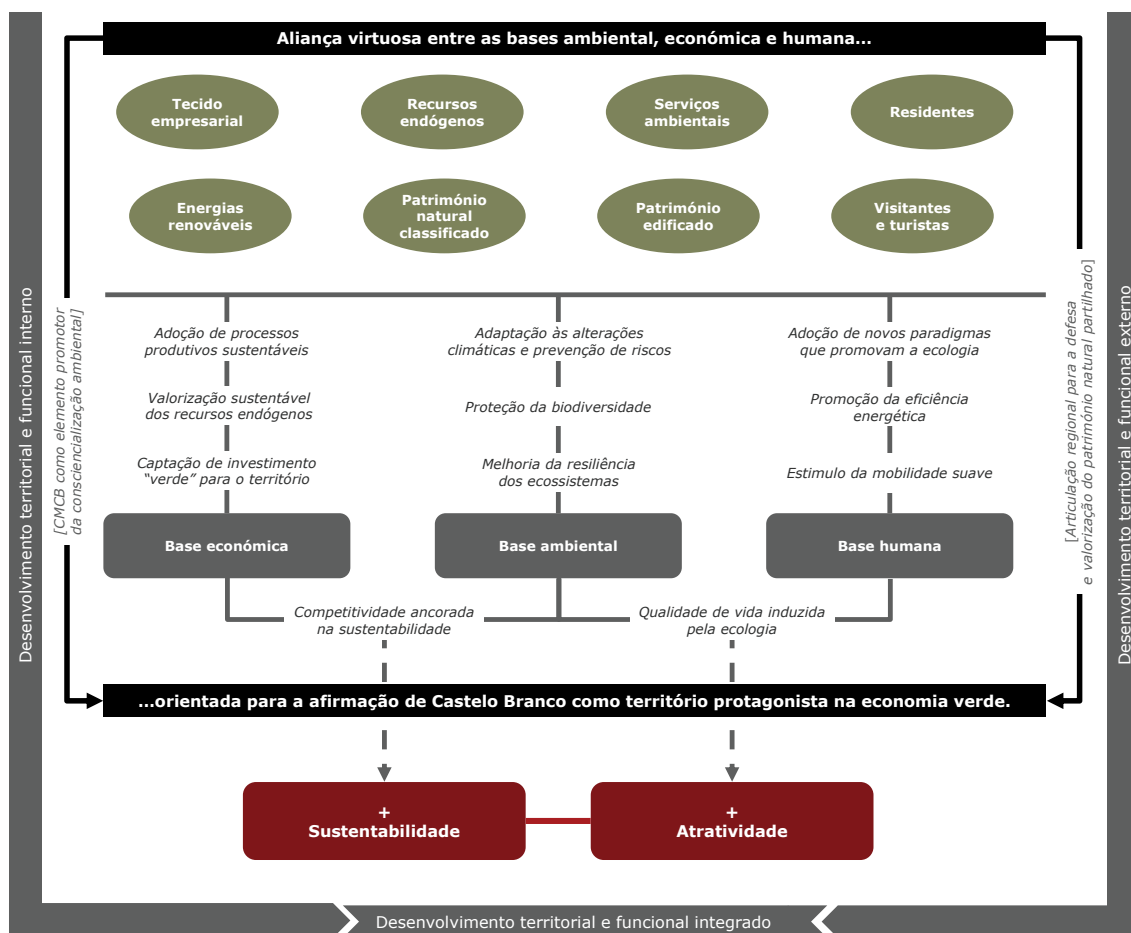 Aliança virtuosa entre as bases ambiental, económica e humana...
Tecido
empresarial
Recursos
endógenos
Serviços
ambientais
Residentes
Energias
renováveis
Património
natural
classificado
Património
edificado
Visitantes
e turistas
Desenvolvimento territorial e funcional interno
[CMCB como elemento promotor
da consciencialização ambiental]
Adoção de processos
produtivos sustentáveis
Valorização sustentável
dos recursos endógenos
Captação de investimento
“verde” para o território
Adaptação às alterações
climáticas e prevenção de riscos
Proteção da biodiversidade
Melhoria da resiliência
dos ecossistemas
Adoção de novos paradigmas
que promovam a ecologia
Promoção da eficiência
energética
Estimulo da mobilidade suave
[Articulação regional para a defesa
e valorização do património natural partilhado]
Desenvolvimento territorial e funcional externo
Base económica
Base ambiental
Base humana
Competitividade ancorada
na sustentabilidade
Qualidade de vida induzida
pela ecologia
...orientada para a afirmação de Castelo Branco como território protagonista na economia verde.
+
Sustentabilidade
+
Atratividade
Desenvolvimento territorial e funcional integrado